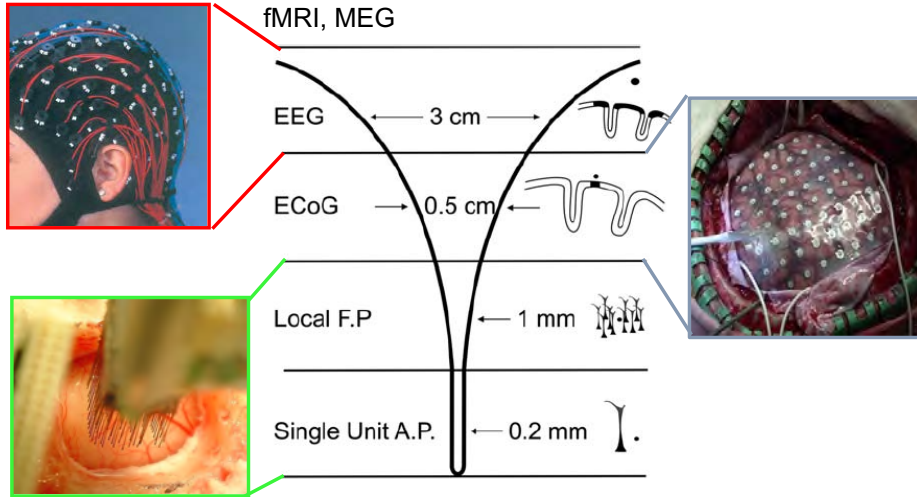 fMRI, MEG
EEG
3 cm
ECoG
0.5 cm
Local F.P
1 mm
Single Unit A.P.
0.2 mm